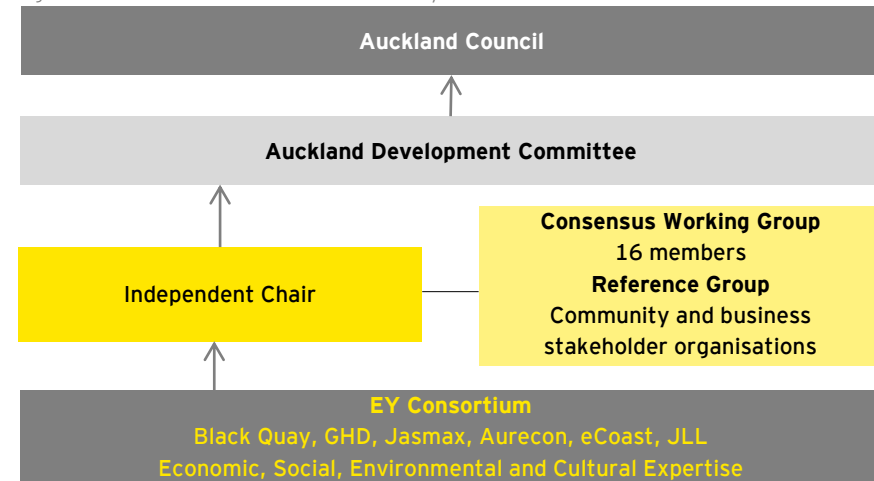 Auckland Council
Auckland Development Committee
Consensus Working Group
16 members
Reference Group
Community and business
stakeholder organisations
Independent Chair
EY Consortium
Black Quay, GHD, Jasmax, Aurecon, eCoast, JLL
Economic, Social, Environmental and Cultural Expertise